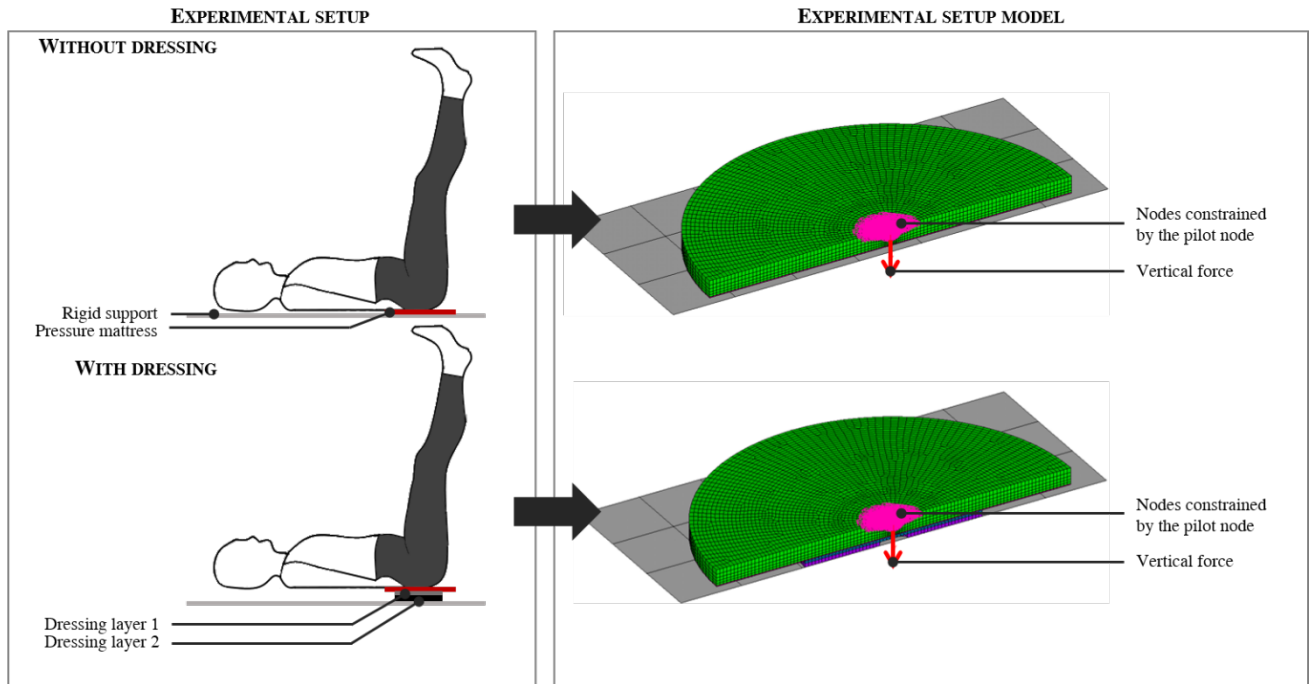 EXPERIMENTAL SETUP
WITHOUT DRESSING
Rigid support
Pressure mattress
WITH DRESSING
Dressing layer 1
Dressing layer 2
EXPERIMENTAL SETUP MODEL
Nodes constrained
by the pilot node
Vertical force
Nodes constrained
by the pilot node
Vertical force